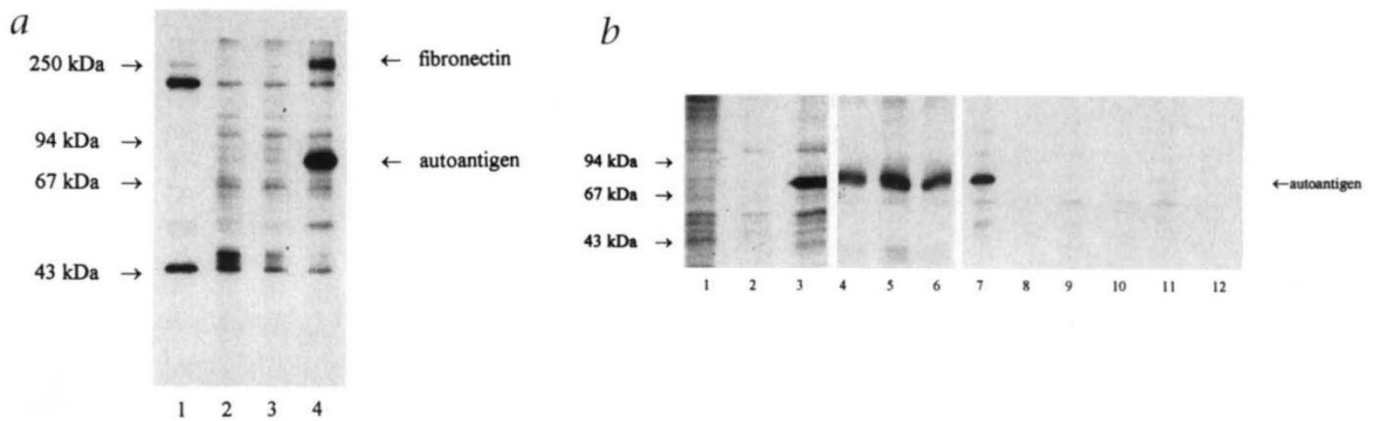 a
250 kDa → ← fibronectin
94 kDa →
← autoantigen
67 kDa →
43 kDa →
1 2 3 4
b
94 kDa →
67 kDa → ←autoantigen
43 kDa →
1 2 3 4 5 6 7 8 9 10 11 12